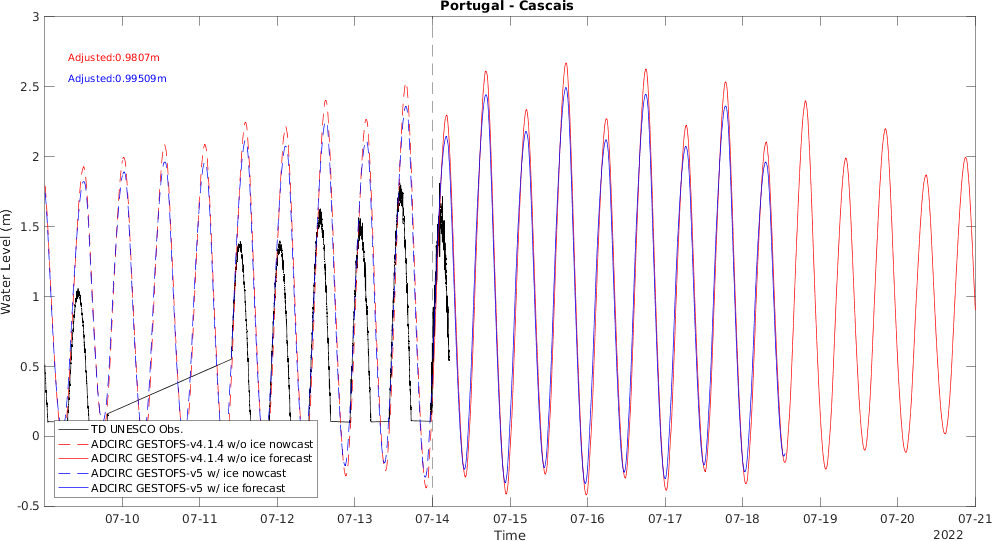 Portugal - Cascais
Adjusted:0.9807m
Adjusted:0.99509m
Water Level (m)
3
2.5
2
1.5
1
0.5
0
-0.5
TD UNESCO Obs.
ADCIRC GESTOFS-v4.1.4 w/o ice nowcast
ADCIRC GESTOFS-v4.1.4 w/o ice forecast
ADCIRC GESTOFS-v5 w/ ice nowcast
ADCIRC GESTOFS-v5 w/ ice forecast
07-10 07-11 07-12 07-13 07-14 07-15 07-16 07-17 07-18 07-19 07-20 07-21
Time
2022